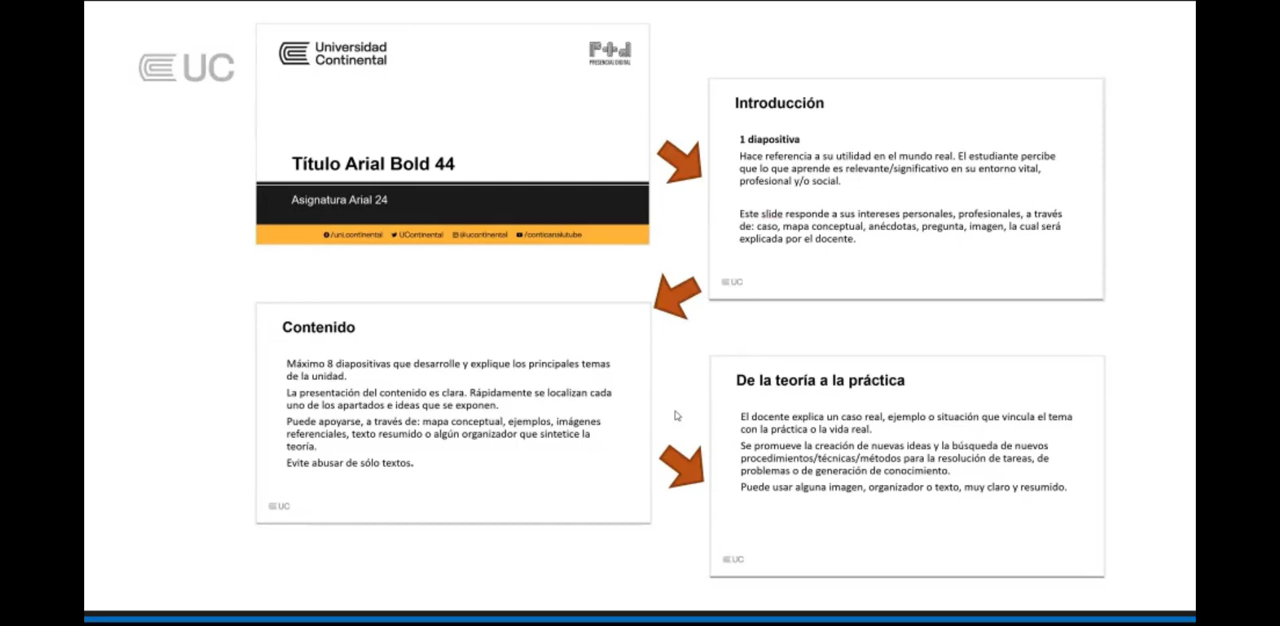 UC
Universidad
Continental
P+d
PRESENCIAL DIGITAL
Título Arial Bold 44
Asignatura Arial 24
/uni.continental UContinental @ucontinental /conticanalutube
Introducción
1 diapositiva
Hace referencia a su utilidad en el mundo real. El estudiante percibe
que lo que aprende es relevante/significativo en su entorno vital,
profesional y/o social.
Este slide responde a sus intereses personales, profesionales, a través
de: caso, mapa conceptual, anécdotas, pregunta, imagen, la cual será
explicada por el docente.
UC
Contenido
Máximo 8 diapositivas que desarrolle y explique los principales temas
de la unidad.
La presentación del contenido es clara. Rápidamente se localizan cada
uno de los apartados e ideas que se exponen.
Puede apoyarse, a través de: mapa conceptual, ejemplos, imágenes
referenciales, texto resumido o algún organizador que sintetice la
teoría.
Evite abusar de sólo textos.
UC
De la teoría a la práctica
El docente explica un caso real, ejemplo o situación que vincula el tema
con la práctica o la vida real.
Se promueve la creación de nuevas ideas y la búsqueda de nuevos
procedimientos/técnicas/métodos para la resolución de tareas, de
problemas o de generación de conocimiento.
Puede usar alguna imagen, organizador o texto, muy claro y resumido.
UC